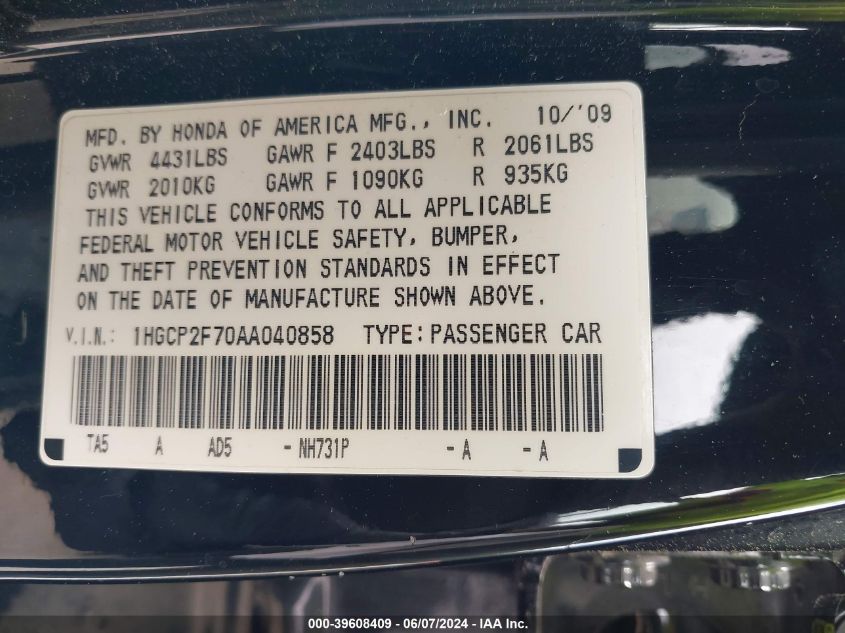 MFD. BY HONDA OF AMERICA MFG., INC. 10/'09
GVWR 4431LBS GAWR F 2403LBS R 2061LBS
GVWR 2010KG GAWR F 1090KG R 935KG
THIS VEHICLE CONFORMS TO ALL APPLICABLE
FEDERAL MOTOR VEHICLE SAFETY, BUMPER,
AND THEFT PREVENTION STANDARDS IN EFFECT
ON THE DATE OF MANUFACTURE SHOWN ABOVE.
V.I.N.: 1HGCP2F70AA040858 TYPE: PASSENGER CAR
TA5 A AD5 - NH731P - A - A
000-39608409 - 06/07/2024 - IAA Inc.